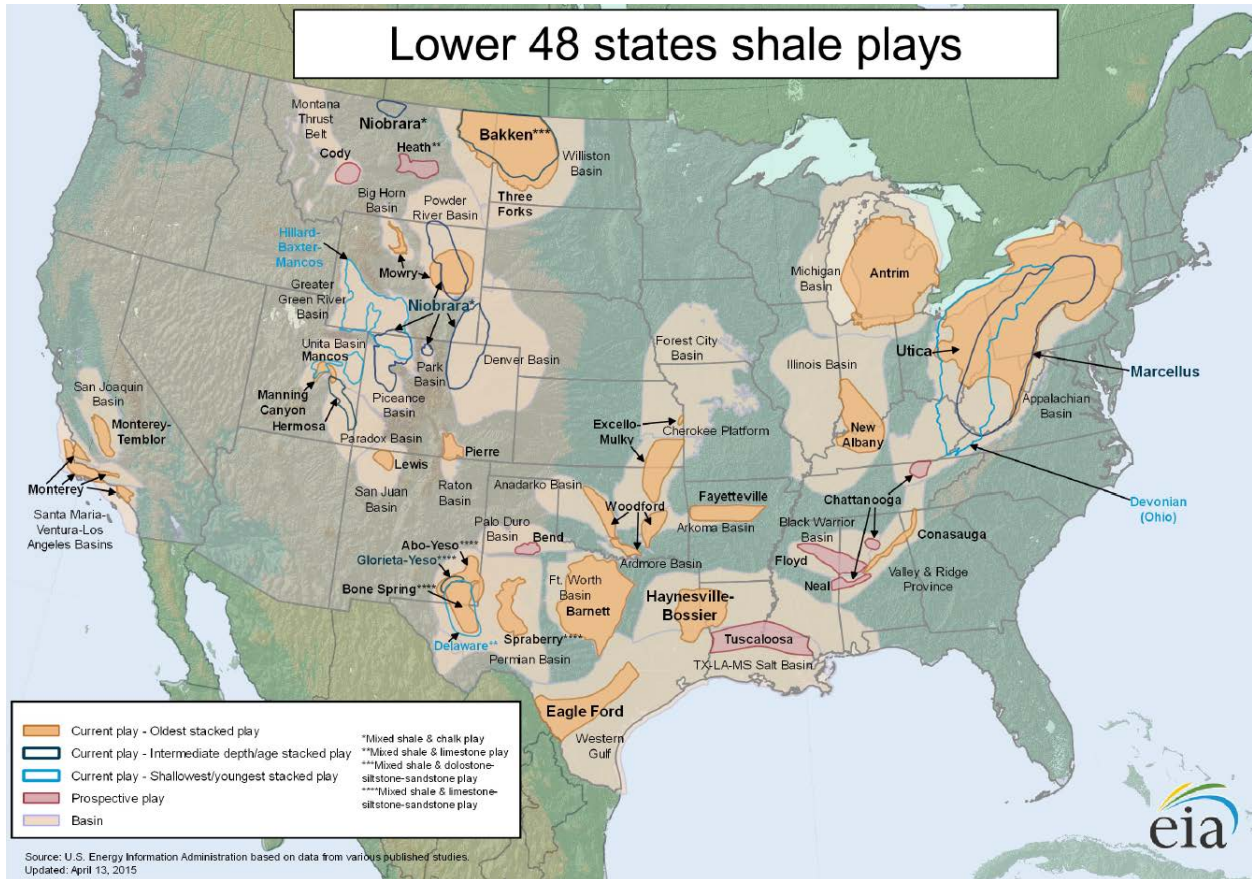 Lower 48 states shale plays
Montana
Thrust
Belt
Niobrara*
Bakken***
Cody
Heath**
Williston
Basin
Big Horn
Basin
Powder
River Basin
Three
Forks
Hillard-
Baxter-
Mancos
Mowry
Greater
Green River
Basin
Niobrara*
Michigan
Basin
Antrim
Unita Basin
Mancos
Park
Basin
Denver Basin
Forest City
Basin
Illinois Basin
Utica
Marcellus
San Joaquin
Basin
Manning
Canyon
Piceance
Basin
Hermosa
Appalachian
Basin
Monterey-
Temblor
Paradox Basin
Excello-
Mulky
Cherokee Platform
New
Albany
Lewis
Pierre
Monterey
San Juan
Basin
Raton
Basin
Anadarko Basin
Woodford
Fayetteville
Chattanooga
Devonian
(Ohio)
Santa Maria-
Ventura-Los
Angeles Basins
Palo Duro
Basin
Bend
Arkoma Basin
Black Warrior
Basin
Conasauga
Abo-Yeso****
Glorieta-Yeso****
Ardmore Basin
Floyd
Bone Spring****
Ft. Worth
Basin
Barnett
Haynesville-
Bossier
Neal
Valley & Ridge
Province
Delaware**
Spraberry****
Permian Basin
Tuscaloosa
TX-LA-MS Salt Basin
Eagle Ford
Western
Gulf
Current play - Oldest stacked play
Current play - Intermediate depth/age stacked play
Current play - Shallowest/youngest stacked play
Prospective play
Basin
*Mixed shale & chalk play
**Mixed shale & limestone play
***Mixed shale & dolostone-
siltstone-sandstone play
****Mixed shale & limestone-
siltstone-sandstone play
eia
Source: U.S. Energy Information Administration based on data from various published studies.
Updated: April 13, 2015